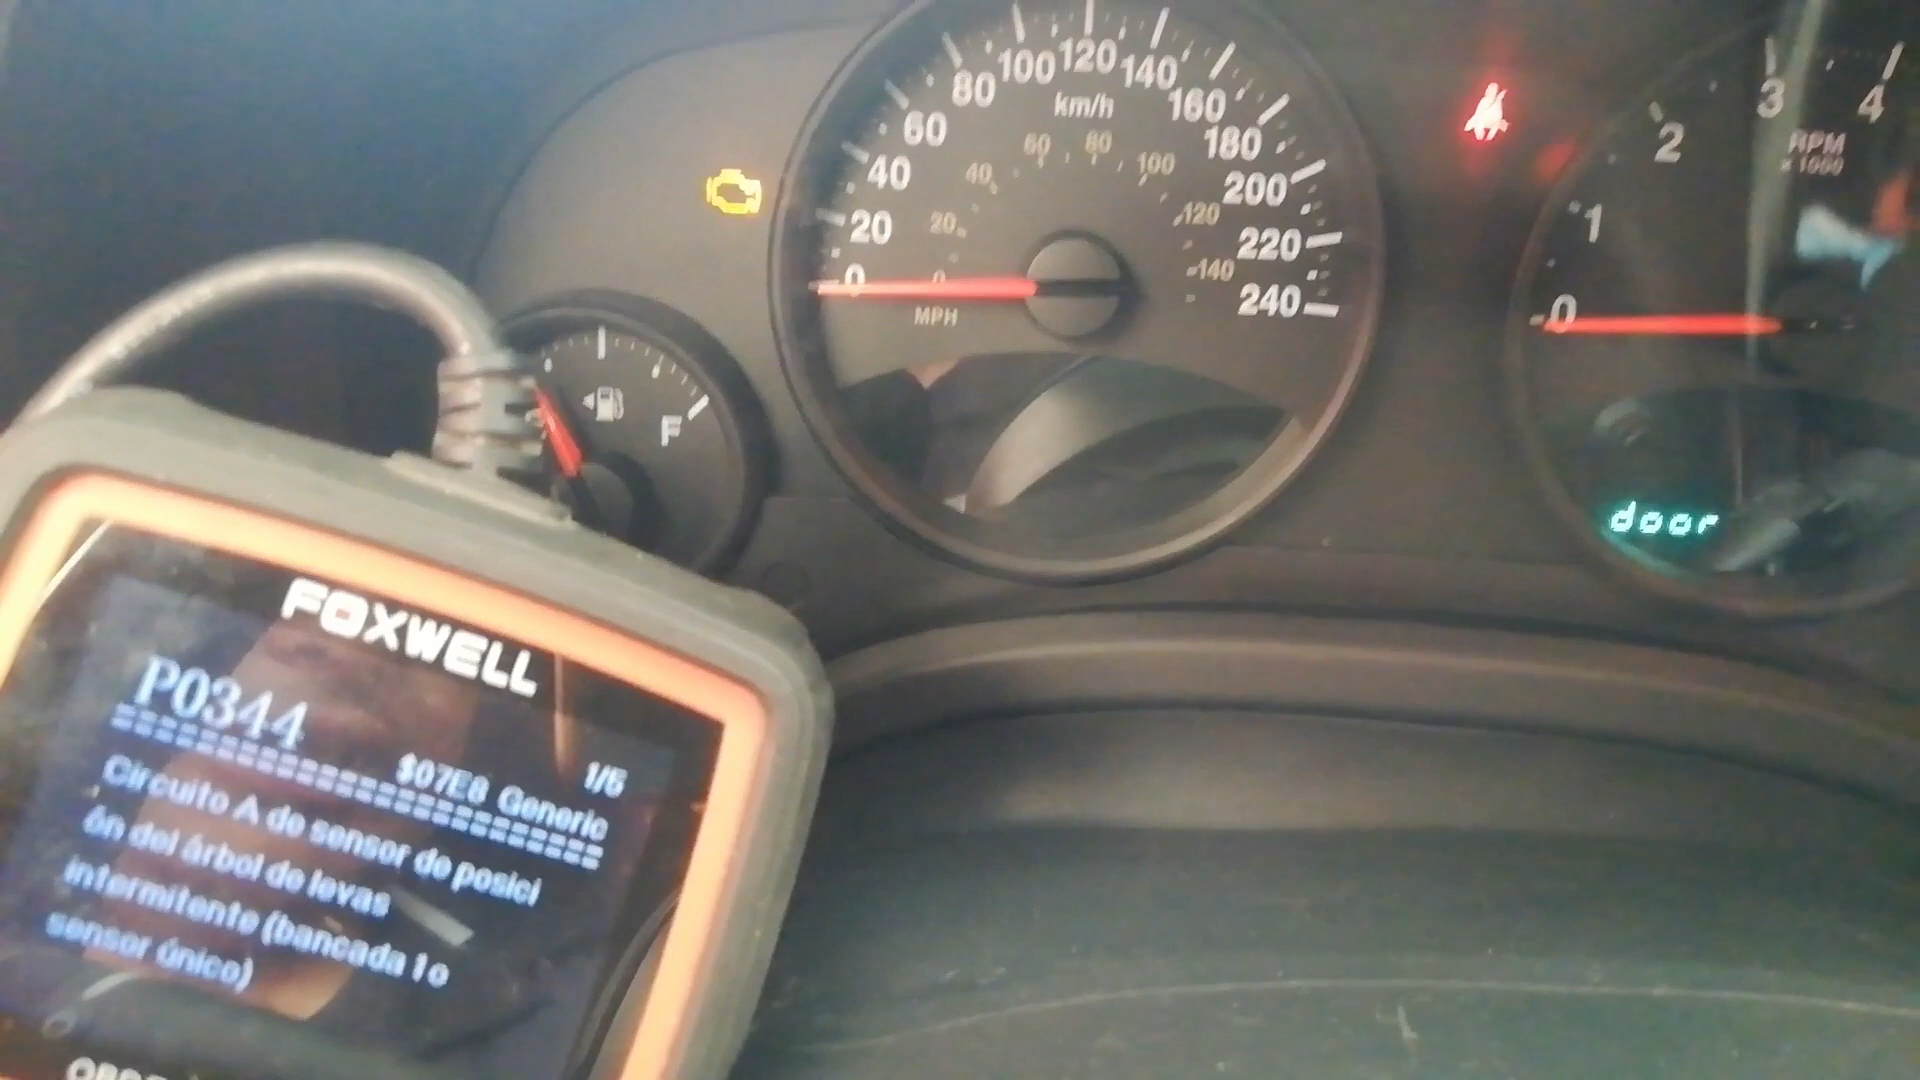 FOXWELL
P0344
$07E8 Generic 1/5
Circuito A de sensor de posici
ón del árbol de levas
intermitente (bancada 1 o
sensor único)
F
0
20
40
60
80
100
120
140
160
180
200
220
240
km/h
0
20
40
60
80
100
120
140
MPH
0
1
2
3
4
RPM
x 1000
door